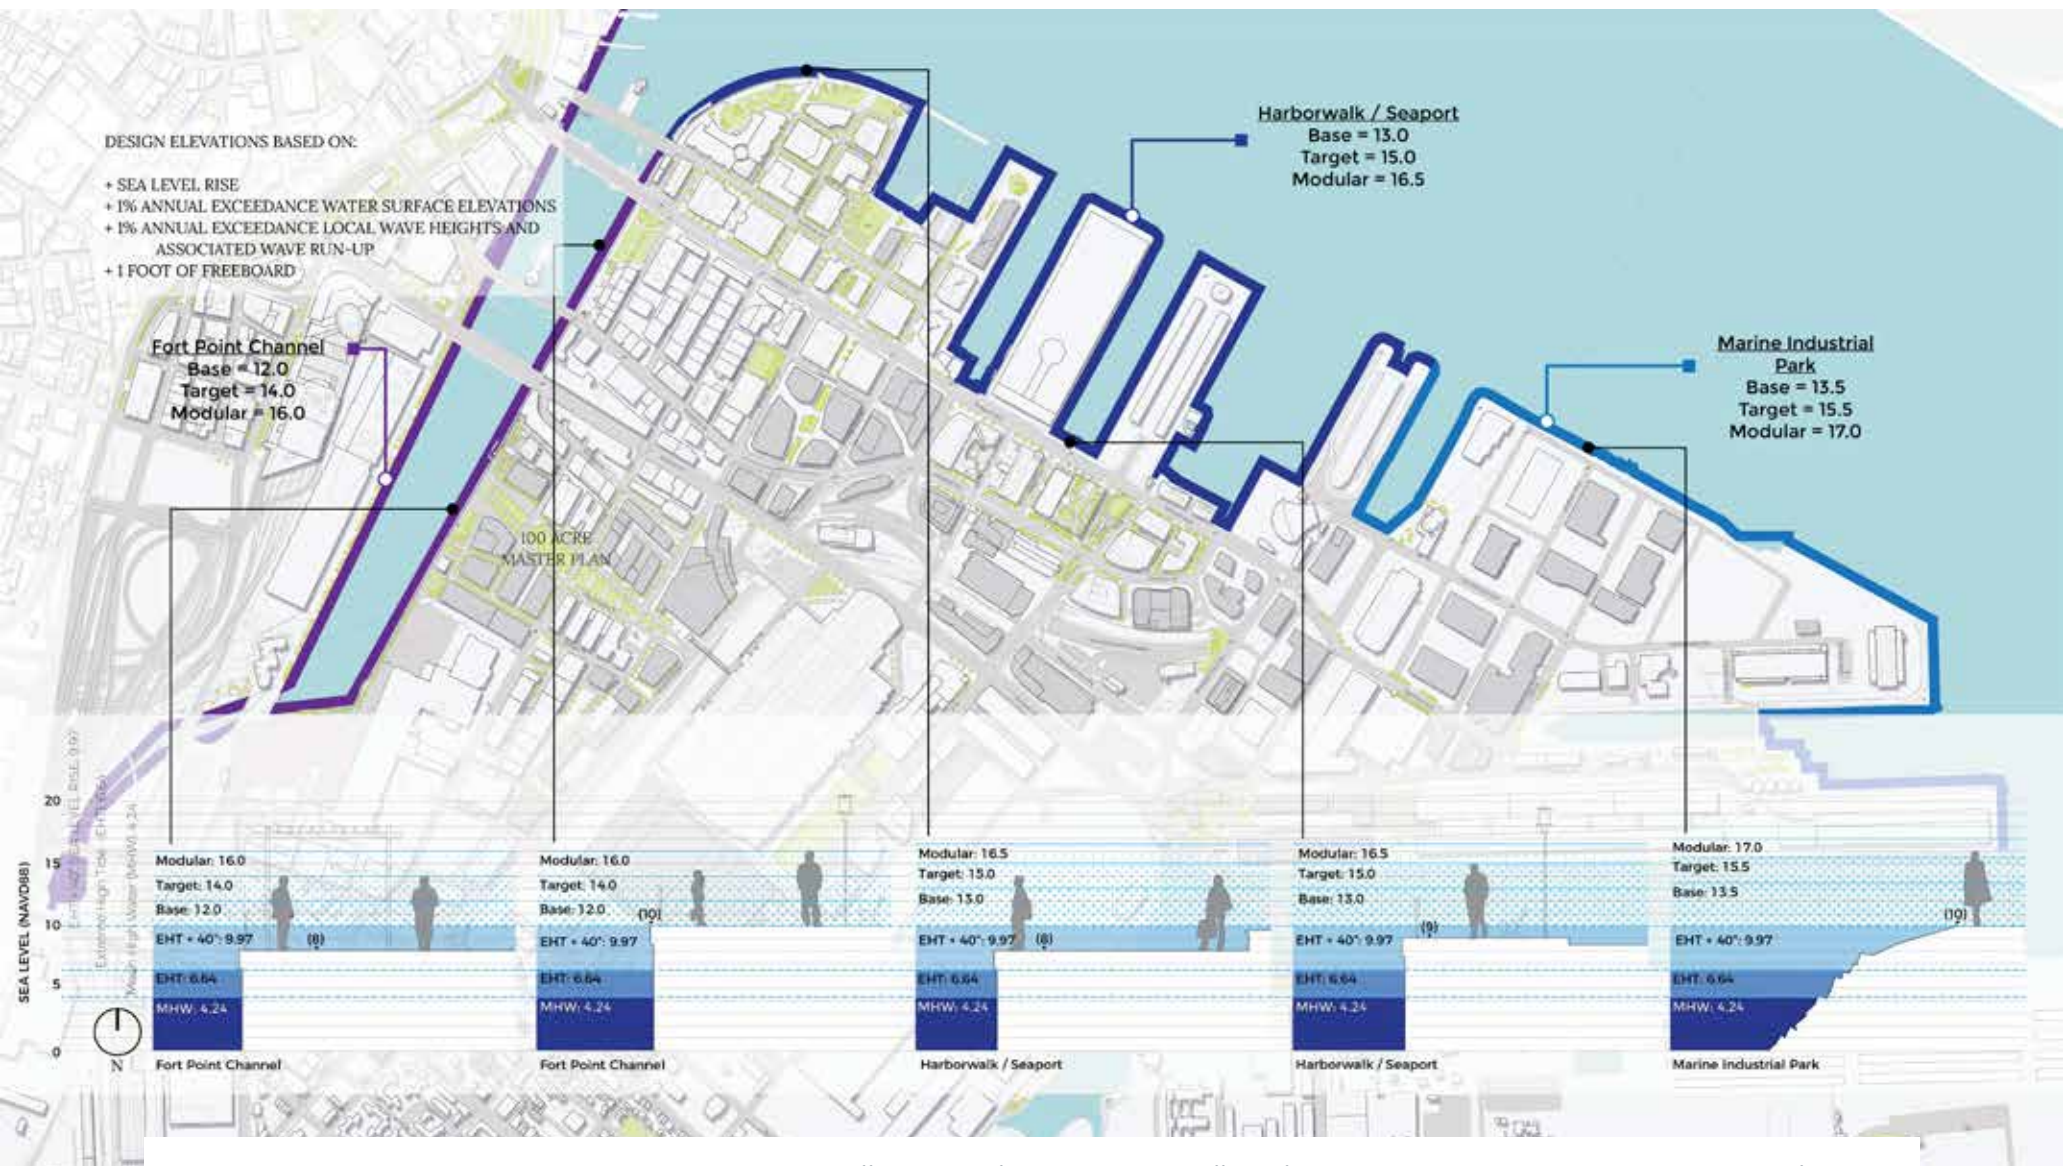 DESIGN ELEVATIONS BASED ON:
+ SEA LEVEL RISE
+ 1% ANNUAL EXCEEDANCE WATER SURFACE ELEVATIONS
+ 1% ANNUAL EXCEEDANCE LOCAL WAVE HEIGHTS AND
ASSOCIATED WAVE RUN-UP
+ 1 FOOT OF FREEBOARD
Harborwalk / Seaport
Base = 13.0
Target = 15.0
Modular = 16.5
Fort Point Channel
Base = 12.0
Target = 14.0
Modular = 16.0
Marine Industrial
Park
Base = 13.5
Target = 15.5
Modular = 17.0
100 ACRE
MASTER PLAN
SEA LEVEL (NAVD88)
20
15
10
5
0
Mean High Water (MHW) 4.24
N
Modular: 16.0
Target: 14.0
Base: 12.0
EHT + 40": 9.97
(8)
EHT: 6.64
MHW: 4.24
Fort Point Channel
Modular: 16.0
Target: 14.0
Base: 12.0
(10)
EHT + 40": 9.97
EHT: 6.64
MHW: 4.24
Fort Point Channel
Modular: 16.5
Target: 15.0
Base: 13.0
EHT + 40": 9.97
(8)
EHT: 6.64
MHW: 4.24
Harborwalk / Seaport
Modular: 16.5
Target: 15.0
Base: 13.0
(9)
EHT + 40": 9.97
EHT: 6.64
MHW: 4.24
Harborwalk / Seaport
Modular: 17.0
Target: 15.5
Base: 13.5
(10)
EHT + 40": 9.97
EHT: 6.64
MHW: 4.24
Marine Industrial Park